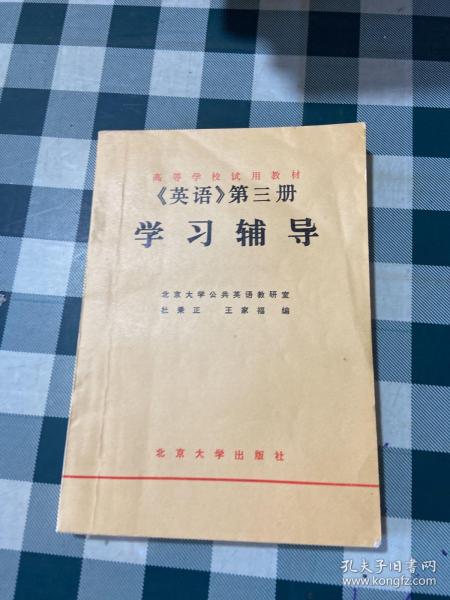 高等学校试用教材
《英语》第三册
学习辅导
北京大学公共英语教研室
杜秉正 王家福 编
北京大学出版社
孔夫子旧书网
www.kongfz.com